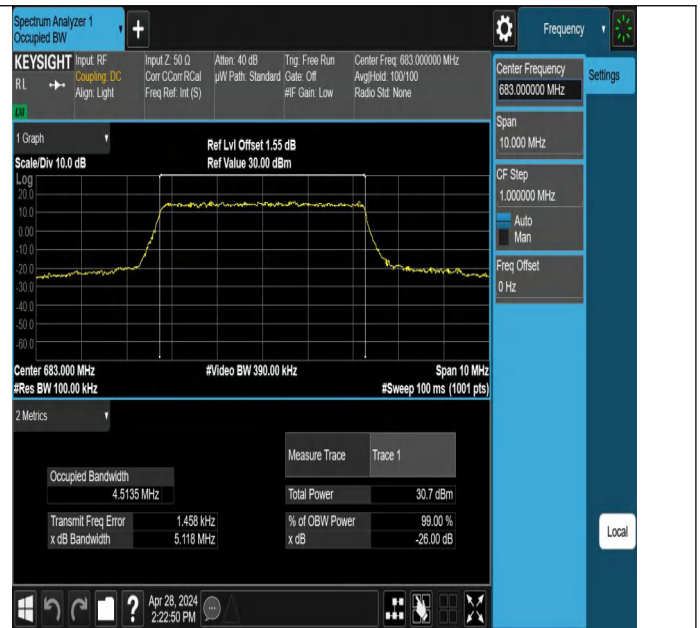 Spectrum Analyzer 1
Occupied BW
+
Frequency
KEYSIGHT
RL
Input: RF
Coupling: DC
Align: Light
Input Z: 50 Ω
Corr CCorr RCal
Freq Ref: Int (S)
Atten: 40 dB
µW Path: Standard
Trig: Free Run
Gate: Off
#IF Gain: Low
Center Freq: 683.000000 MHz
Avg|Hold: 100/100
Radio Std: None
Center Frequency
683.000000 MHz
Settings
Span
10.000 MHz
CF Step
1.000000 MHz
Auto
Man
Freq Offset
0 Hz
1 Graph
Scale/Div 10.0 dB
Ref Lvl Offset 1.55 dB
Ref Value 30.00 dBm
Log
20.0
10.0
0.00
-10.0
-20.0
-30.0
-40.0
-50.0
-60.0
Center 683.000 MHz
#Video BW 390.00 kHz
Span 10 MHz
#Res BW 100.00 kHz
#Sweep 100 ms (1001 pts)
2 Metrics
Measure Trace
Trace 1
Occupied Bandwidth
4.5135 MHz
Total Power
30.7 dBm
Transmit Freq Error
1.458 kHz
% of OBW Power
99.00 %
x dB Bandwidth
5.118 MHz
x dB
-26.00 dB
Local
?
Apr 28, 2024
2:22:50 PM